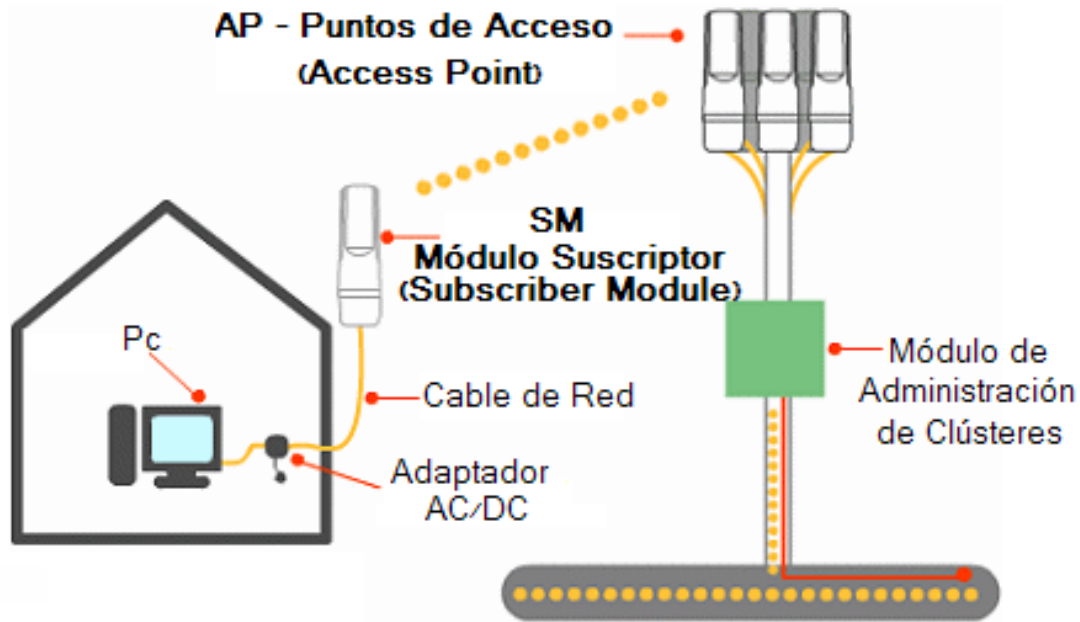 AP - Puntos de Acceso
(Access Point)
SM
Módulo Suscriptor
(Subscriber Module)
Pc
Cable de Red
Adaptador
AC/DC
Módulo de
Administración
de Clústeres